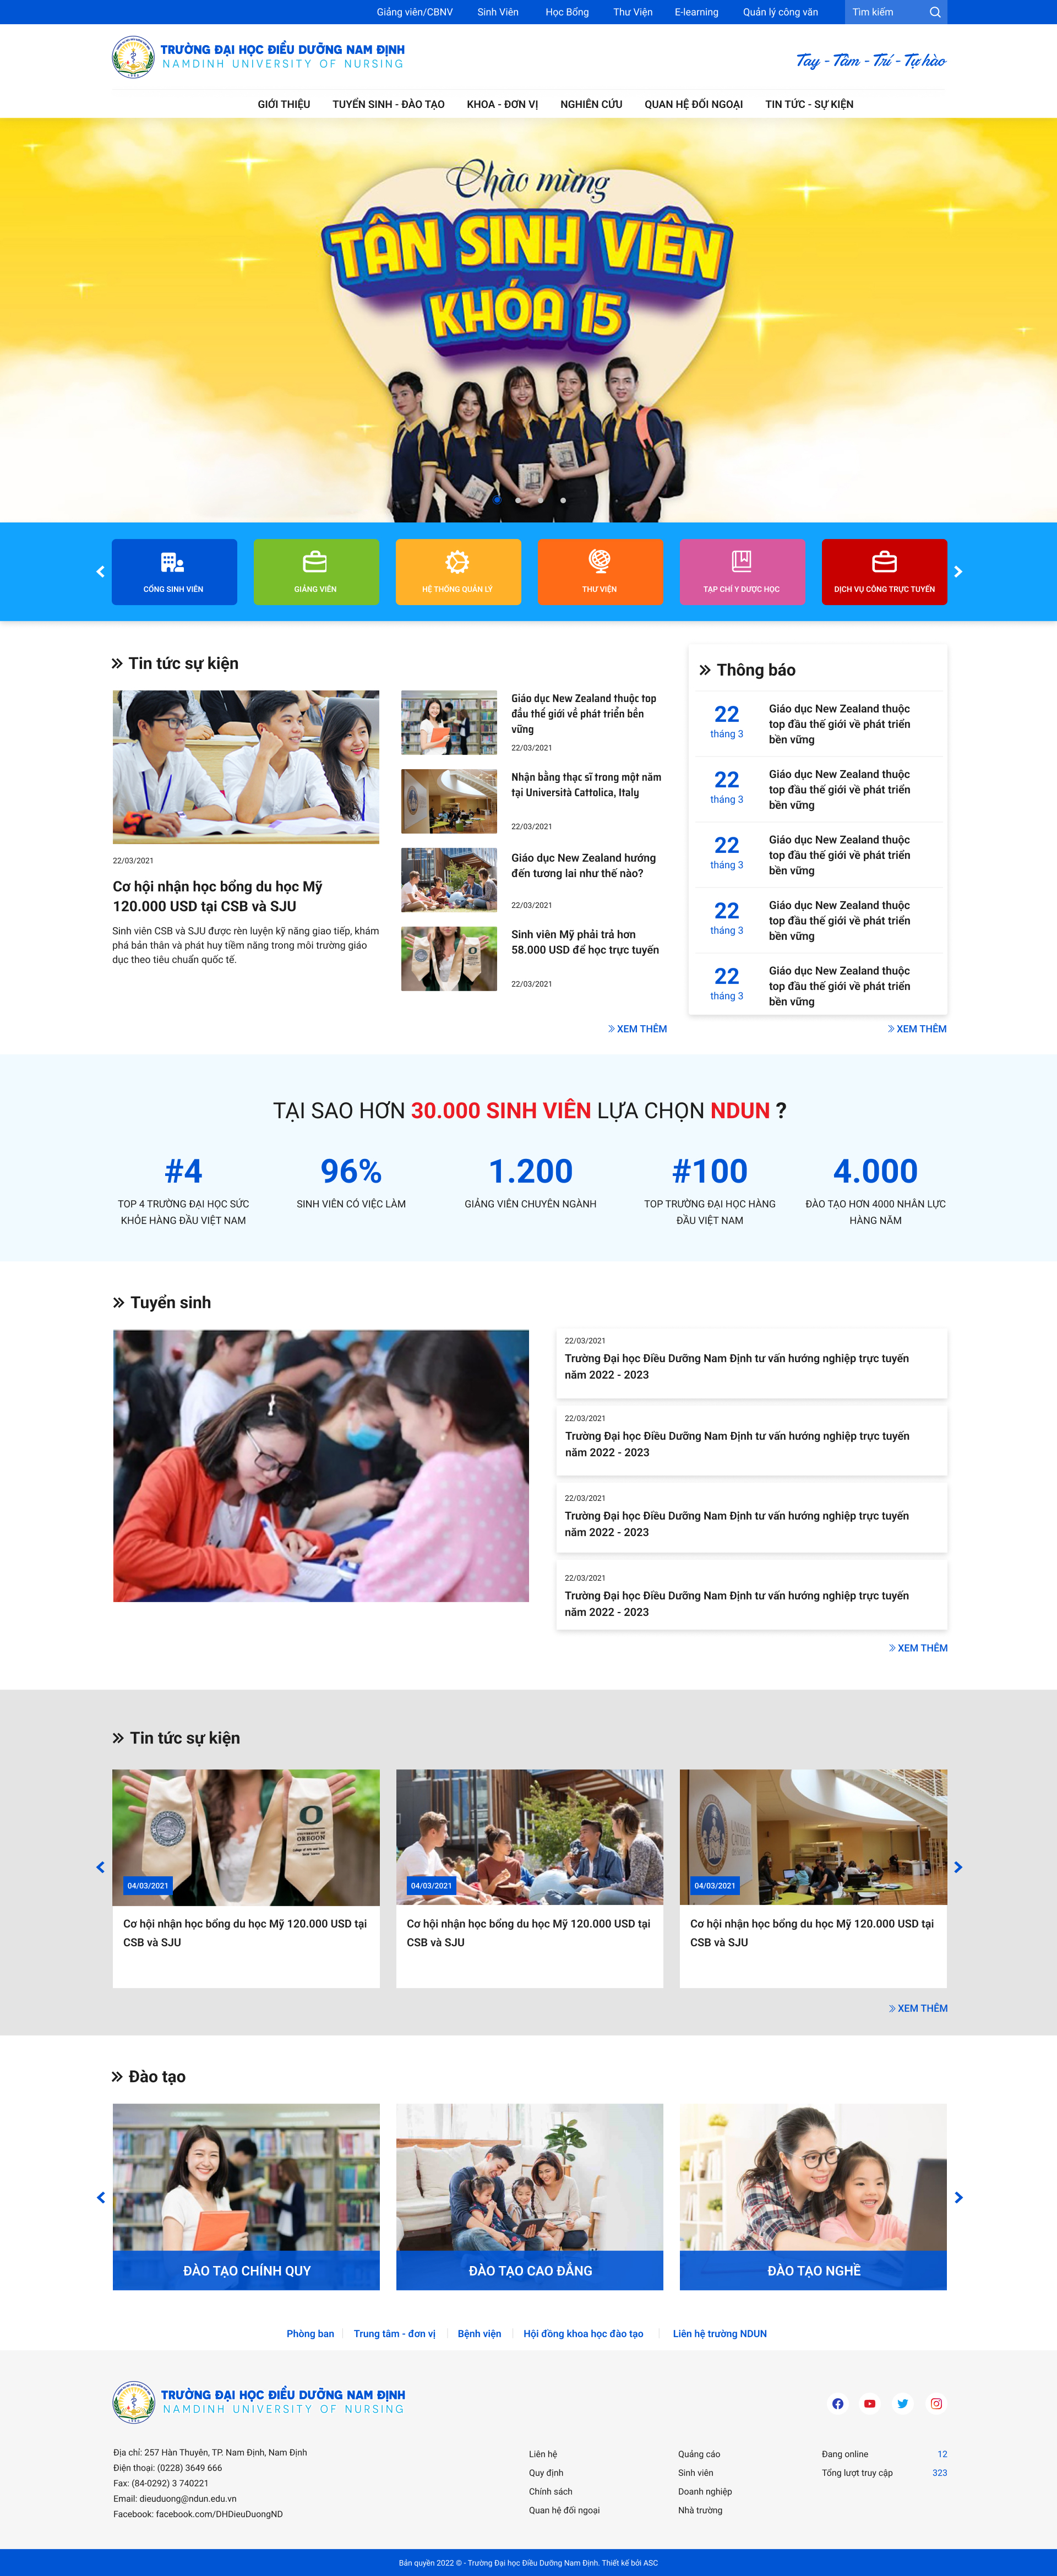 Giảng viên/CBNV Sinh Viên Học Bổng Thư Viện E-learning Quản lý công văn Tìm kiếm
TRƯỜNG ĐẠI HỌC ĐIỀU DƯỠNG NAM ĐỊNH
NAMDINH UNIVERSITY OF NURSING
Tay - Tâm - Trí - Tự hào
GIỚI THIỆU TUYỂN SINH - ĐÀO TẠO KHOA - ĐƠN VỊ NGHIÊN CỨU QUAN HỆ ĐỐI NGOẠI TIN TỨC - SỰ KIỆN
Chào mừng
TÂN SINH VIÊN
KHÓA 15
CỔNG SINH VIÊN GIẢNG VIÊN HỆ THỐNG QUẢN LÝ THƯ VIỆN TẠP CHÍ Y DƯỢC HỌC DỊCH VỤ CÔNG TRỰC TUYẾN
Tin tức sự kiện
22/03/2021
Cơ hội nhận học bổng du học Mỹ
120.000 USD tại CSB và SJU
Sinh viên CSB và SJU được rèn luyện kỹ năng giao tiếp, khám
phá bản thân và phát huy tiềm năng trong môi trường giáo
dục theo tiêu chuẩn quốc tế.
Giáo dục New Zealand thuộc top
đầu thế giới về phát triển bền
vững
22/03/2021
Nhận bằng thạc sĩ trong một năm
tại Università Cattolica, Italy
22/03/2021
Giáo dục New Zealand hướng
đến tương lai như thế nào?
22/03/2021
Sinh viên Mỹ phải trả hơn
58.000 USD để học trực tuyến
22/03/2021
XEM THÊM
Thông báo
22
tháng 3
Giáo dục New Zealand thuộc
top đầu thế giới về phát triển
bền vững
22
tháng 3
Giáo dục New Zealand thuộc
top đầu thế giới về phát triển
bền vững
22
tháng 3
Giáo dục New Zealand thuộc
top đầu thế giới về phát triển
bền vững
22
tháng 3
Giáo dục New Zealand thuộc
top đầu thế giới về phát triển
bền vững
22
tháng 3
Giáo dục New Zealand thuộc
top đầu thế giới về phát triển
bền vững
XEM THÊM
TẠI SAO HƠN 30.000 SINH VIÊN LỰA CHỌN NDUN ?
#4
TOP 4 TRƯỜNG ĐẠI HỌC SỨC
KHỎE HÀNG ĐẦU VIỆT NAM
96%
SINH VIÊN CÓ VIỆC LÀM
1.200
GIẢNG VIÊN CHUYÊN NGÀNH
#100
TOP TRƯỜNG ĐẠI HỌC HÀNG
ĐẦU VIỆT NAM
4.000
ĐÀO TẠO HƠN 4000 NHÂN LỰC
HÀNG NĂM
Tuyển sinh
22/03/2021
Trường Đại học Điều Dưỡng Nam Định tư vấn hướng nghiệp trực tuyến
năm 2022 - 2023
22/03/2021
Trường Đại học Điều Dưỡng Nam Định tư vấn hướng nghiệp trực tuyến
năm 2022 - 2023
22/03/2021
Trường Đại học Điều Dưỡng Nam Định tư vấn hướng nghiệp trực tuyến
năm 2022 - 2023
22/03/2021
Trường Đại học Điều Dưỡng Nam Định tư vấn hướng nghiệp trực tuyến
năm 2022 - 2023
XEM THÊM
Tin tức sự kiện
O
UNIVERSITY OF
OREGON
04/03/2021
Cơ hội nhận học bổng du học Mỹ 120.000 USD tại
CSB và SJU
04/03/2021
Cơ hội nhận học bổng du học Mỹ 120.000 USD tại
CSB và SJU
04/03/2021
Cơ hội nhận học bổng du học Mỹ 120.000 USD tại
CSB và SJU
XEM THÊM
Đào tạo
ĐÀO TẠO CHÍNH QUY ĐÀO TẠO CAO ĐẲNG ĐÀO TẠO NGHỀ
Phòng ban Trung tâm - đơn vị Bệnh viện Hội đồng khoa học đào tạo Liên hệ trường NDUN
TRƯỜNG ĐẠI HỌC ĐIỀU DƯỠNG NAM ĐỊNH
NAMDINH UNIVERSITY OF NURSING
Địa chỉ: 257 Hàn Thuyên, TP. Nam Định, Nam Định
Điện thoại: (0228) 3649 666
Fax: (84-0292) 3 740221
Email: dieuduong@ndun.edu.vn
Facebook: facebook.com/DHDieuDuongND
Liên hệ
Quy định
Chính sách
Quan hệ đối ngoại
Quảng cáo
Sinh viên
Doanh nghiệp
Nhà trường
Đang online 12
Tổng lượt truy cập 323
Bản quyền 2022 © - Trường Đại học Điều Dưỡng Nam Định. Thiết kế bởi ASC